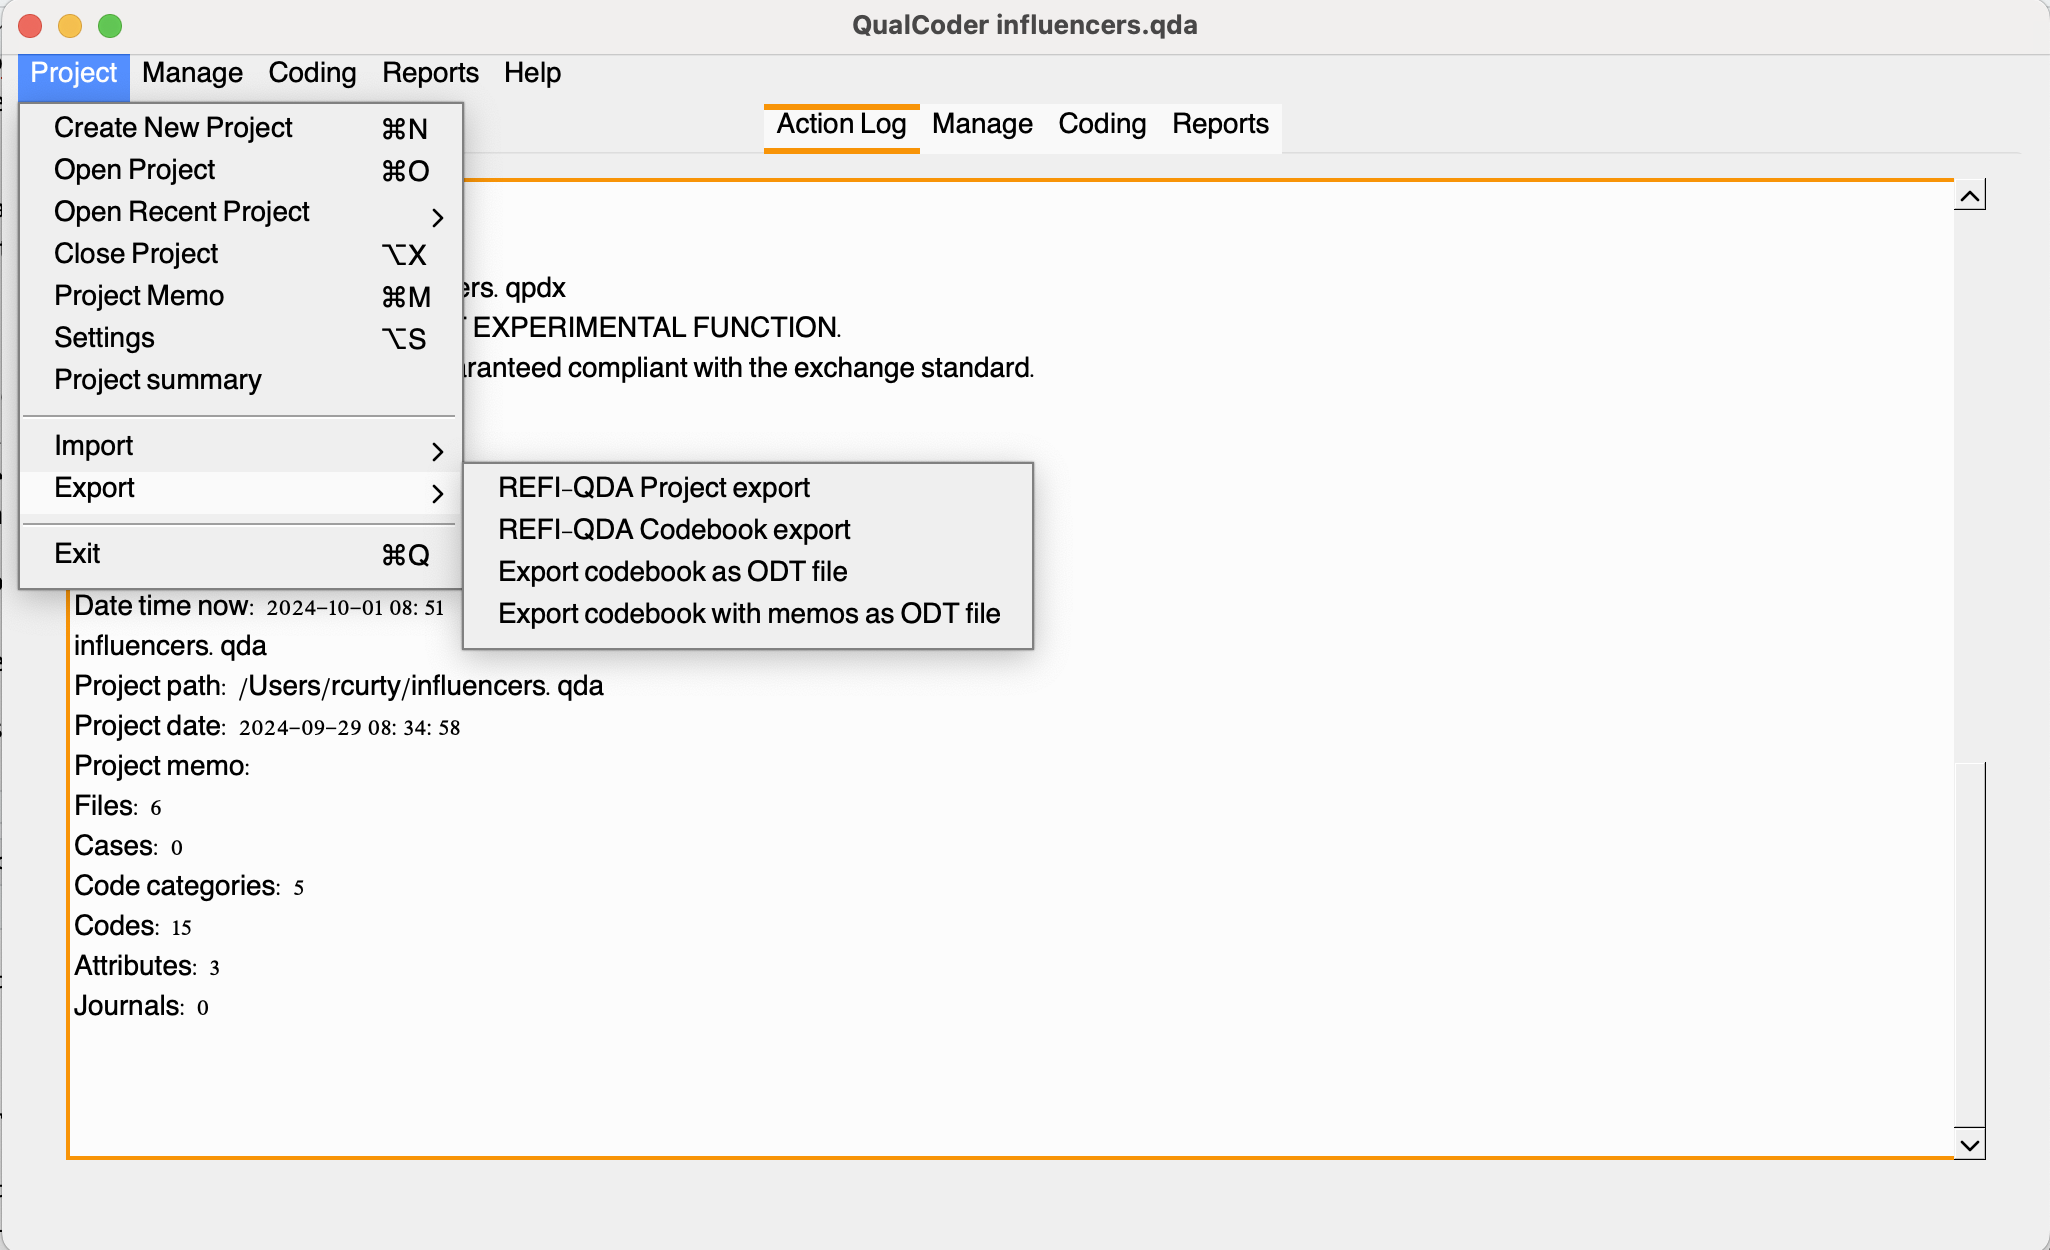 QualCoder influencers.qda
Project Manage Coding Reports Help
Action Log Manage Coding Reports
Create New Project ⌘N
Open Project ⌘O
Open Recent Project >
Close Project ⌥X
Project Memo ⌘M
Settings ⌥S
Project summary
Import >
Export >
Exit ⌘Q
REFI-QDA Project export
REFI-QDA Codebook export
Export codebook as ODT file
Export codebook with memos as ODT file
qpdx
EXPERIMENTAL FUNCTION.
compliant with the exchange standard.
Date time now: 2024-10-01 08: 51
influencers. qda
Project path: /Users/rcurty/influencers. qda
Project date: 2024-09-29 08: 34: 58
Project memo:
Files: 6
Cases: 0
Code categories: 5
Codes: 15
Attributes: 3
Journals: 0